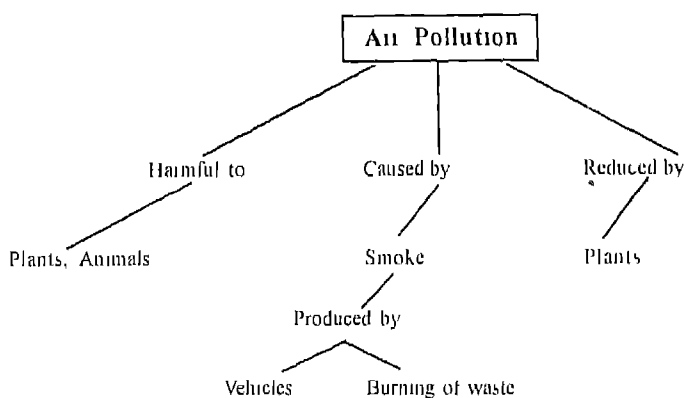 Air Pollution
Harmful to Caused by Reduced by
Plants, Animals Smoke Plants
Produced by
Vehicles Burning of waste